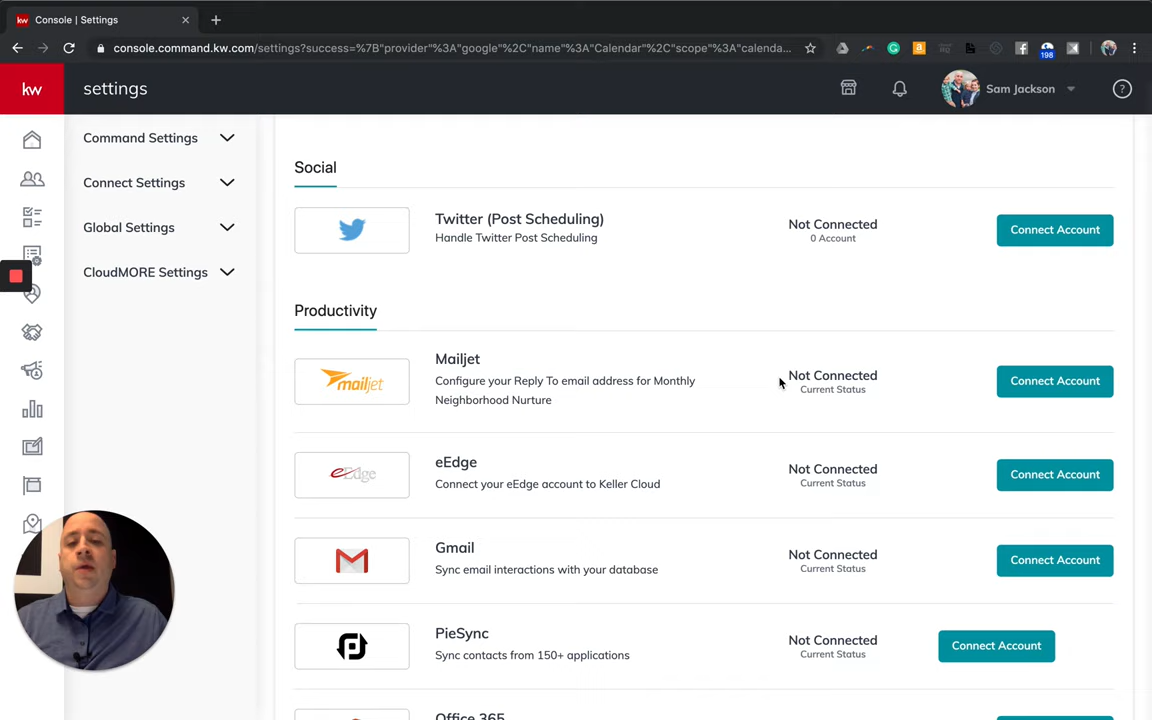 kw Console | Settings
console.command.kw.com/settings?success=%7B"provider"%3A"google"%2C"name"%3A"Calendar"%2C"scope"%3A"calenda...
198
kw
settings
Sam Jackson
Command Settings
Connect Settings
Global Settings
CloudMORE Settings
Social
Twitter (Post Scheduling)
Handle Twitter Post Scheduling
Not Connected
0 Account
Connect Account
Productivity
mailjet
Mailjet
Configure your Reply To email address for Monthly
Neighborhood Nurture
Not Connected
Current Status
Connect Account
eEdge
eEdge
Connect your eEdge account to Keller Cloud
Not Connected
Current Status
Connect Account
Gmail
Sync email interactions with your database
Not Connected
Current Status
Connect Account
PieSync
Sync contacts from 150+ applications
Not Connected
Current Status
Connect Account
Office 365